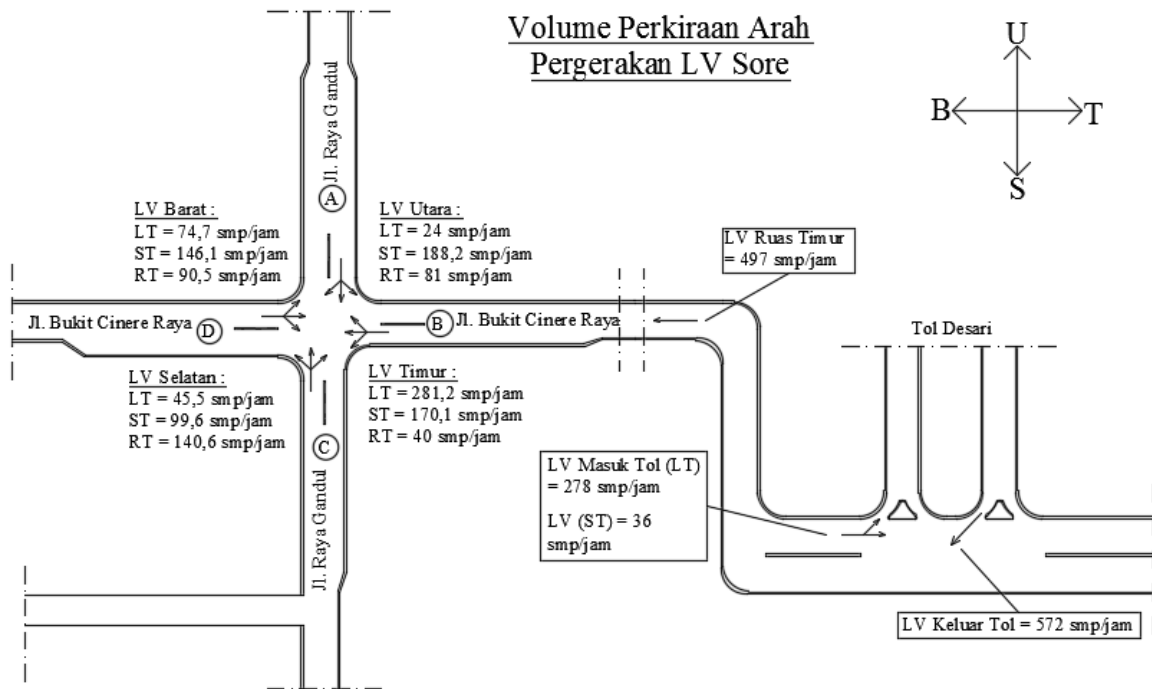 Volume Perkiraan Arah
Pergerakan LV Sore
U
B
T
S
Jl. Raya Gandul
A
LV Barat :
LT = 74,7 smp/jam
ST = 146,1 smp/jam
RT = 90,5 smp/jam
LV Utara :
LT = 24 smp/jam
ST = 188,2 smp/jam
RT = 81 smp/jam
LV Ruas Timur
= 497 smp/jam
Jl. Bukit Cinere Raya
D
B
Jl. Bukit Cinere Raya
Tol Desari
LV Selatan :
LT = 45,5 smp/jam
ST = 99,6 smp/jam
RT = 140,6 smp/jam
LV Timur :
LT = 281,2 smp/jam
ST = 170,1 smp/jam
RT = 40 smp/jam
C
Jl. Raya Gandul
LV Masuk Tol (LT)
= 278 smp/jam
LV (ST) = 36
smp/jam
LV Keluar Tol = 572 smp/jam